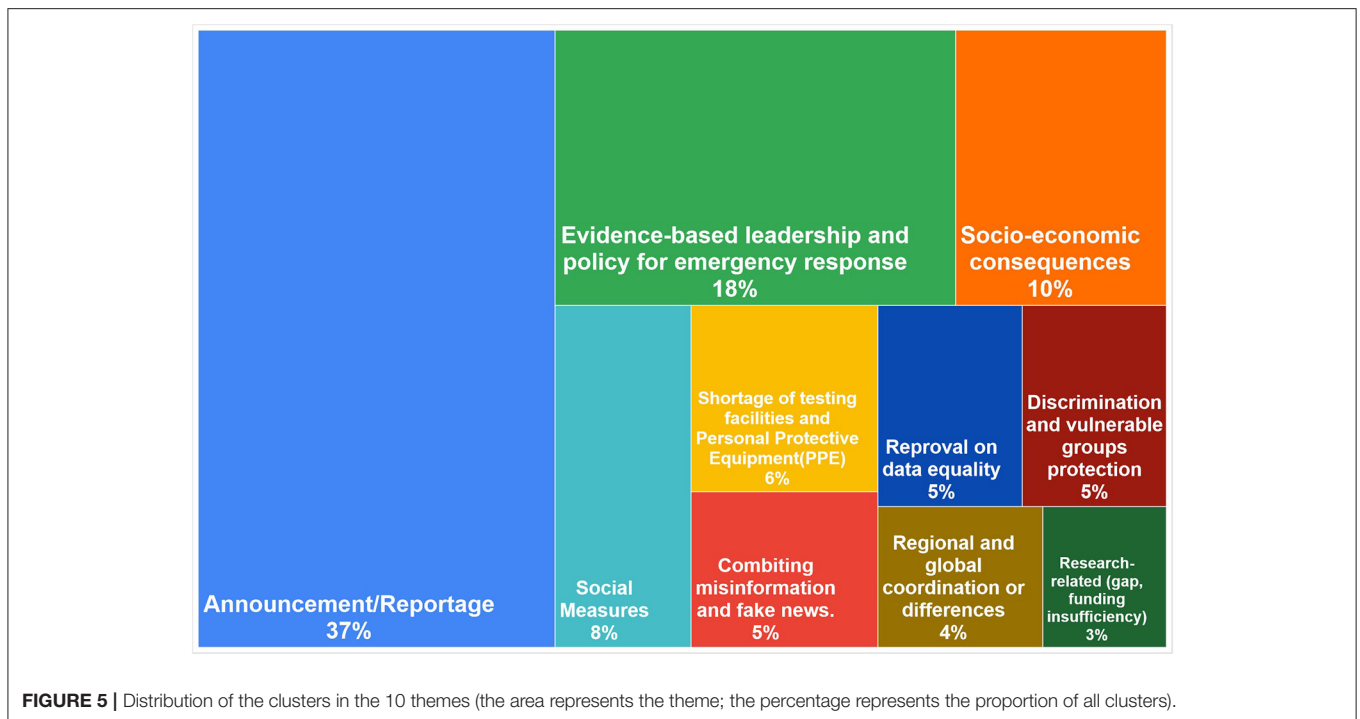 Announcement/Reportage
37%
Evidence-based leadership and
policy for emergency response
18%
Socio-economic
consequences
10%
Social
Measures
8%
Shortage of testing
facilities and
Personal Protective
Equipment(PPE)
6%
Combiting
misinformation
and fake news.
5%
Reproval on
data equality
5%
Discrimination
and vulnerable
groups
protection
5%
Regional and
global
coordination or
differences
4%
Research-
related (gap,
funding
insufficiency)
3%
FIGURE 5 | Distribution of the clusters in the 10 themes (the area represents the theme; the percentage represents the proportion of all clusters).